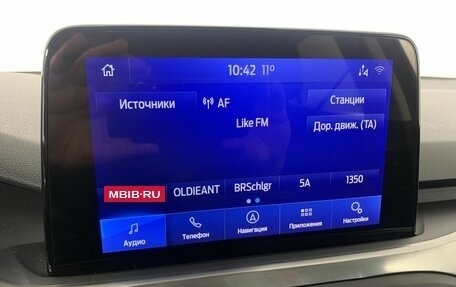 10:42 11°
Источники
AF
Станции
Like FM
Дор. движ. (TA)
MBIB-RU
OLDIEANT
BRSchlgr
5A
1350
Аудио
Телефон
Навигация
Приложения
Настройки